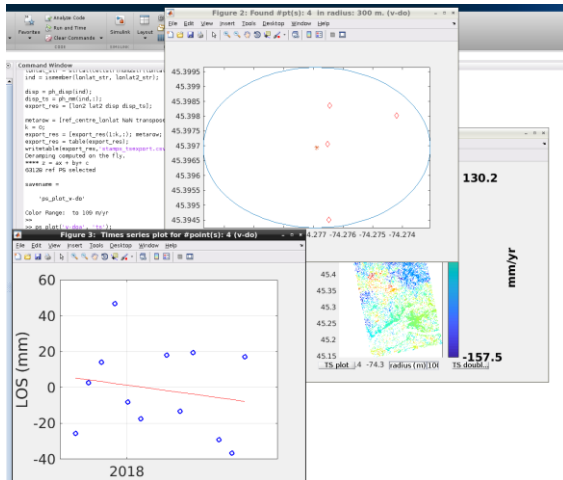 Analyze Code
Run and Time
Favorites
Clear Commands
Simulink
Layout
CODE
Command Window
ind = ismember(lonlat_str, lonlat2_str);
disp = ph_disp(ind);
disp_ts = ph_mm(ind,:);
export_res = [lon2 lat2 disp disp_ts];
metarow = [ref_centre_lonlat NaN transpos
k = 0;
export_res = [export_res(1:k,:); metarow;
export_res = table(export_res);
writetable(export_res,'stamps_tsexport.cs
Deramping computed on the fly.
**** z = ax + by+ c
63128 ref PS selected
savename =
'ps_plot_v-do'
Color Range: to 109 m/yr
>>
Figure 2: Found #pt(s): 4 in radius: 300 m. (v-do)
File Edit View Insert Tools Desktop Window Help
45.3995
45.399
45.3985
45.398
45.3975
45.397
45.3965
45.396
45.3955
45.395
45.3945
-74.277 -74.276 -74.275 -74.274
130.2
mm/yr
-157.5
45.4
45.35
45.3
45.25
45.2
45.15
TS plot
.4 -74.3
radius (m)
TS doubl
Figure 3: Times series plot for #point(s): 4 (v-do)
File Edit View Insert Tools Desktop Window Help
60
40
20
0
-20
-40
LOS (mm)
2018